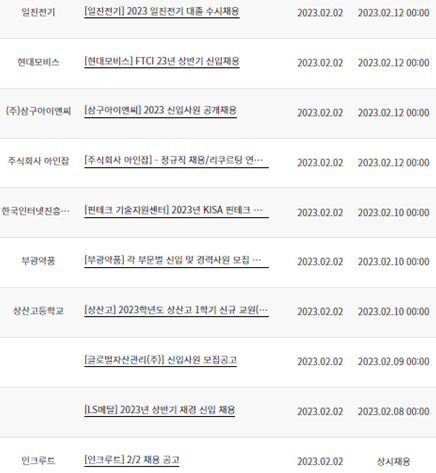 일진전기 [일진전기] 2023 일진전기 대졸 수시채용 2023.02.02 2023.02.12 00:00
현대모비스 [현대모비스] FTCI 23년 상반기 신입채용 2023.02.02 2023.02.12 00:00
(주)삼구아이앤씨 [삼구아이앤씨] 2023 신입사원 공개채용 2023.02.02 2023.02.12 00:00
주식회사 아인잡 [주식회사 아인잡] - 정규직 채용/리쿠르팅 연··· 2023.02.02 2023.02.12 00:00
한국인터넷진흥··· [핀테크 기술지원센터] 2023년 KISA 핀테크 ··· 2023.02.02 2023.02.10 00:00
부광약품 [부광약품] 각 부문별 신입 및 경력사원 모집 ··· 2023.02.02 2023.02.10 00:00
상산고등학교 [상산고] 2023학년도 상산고 1학기 신규 교원(··· 2023.02.02 2023.02.10 00:00
[글로벌자산관리(주)] 신입사원 모집공고 2023.02.02 2023.02.09 00:00
[LS메탈] 2023년 상반기 재경 신입 채용 2023.02.02 2023.02.08 00:00
인크루트 [인크루트] 2/2 채용 공고 2023.02.02 상시채용